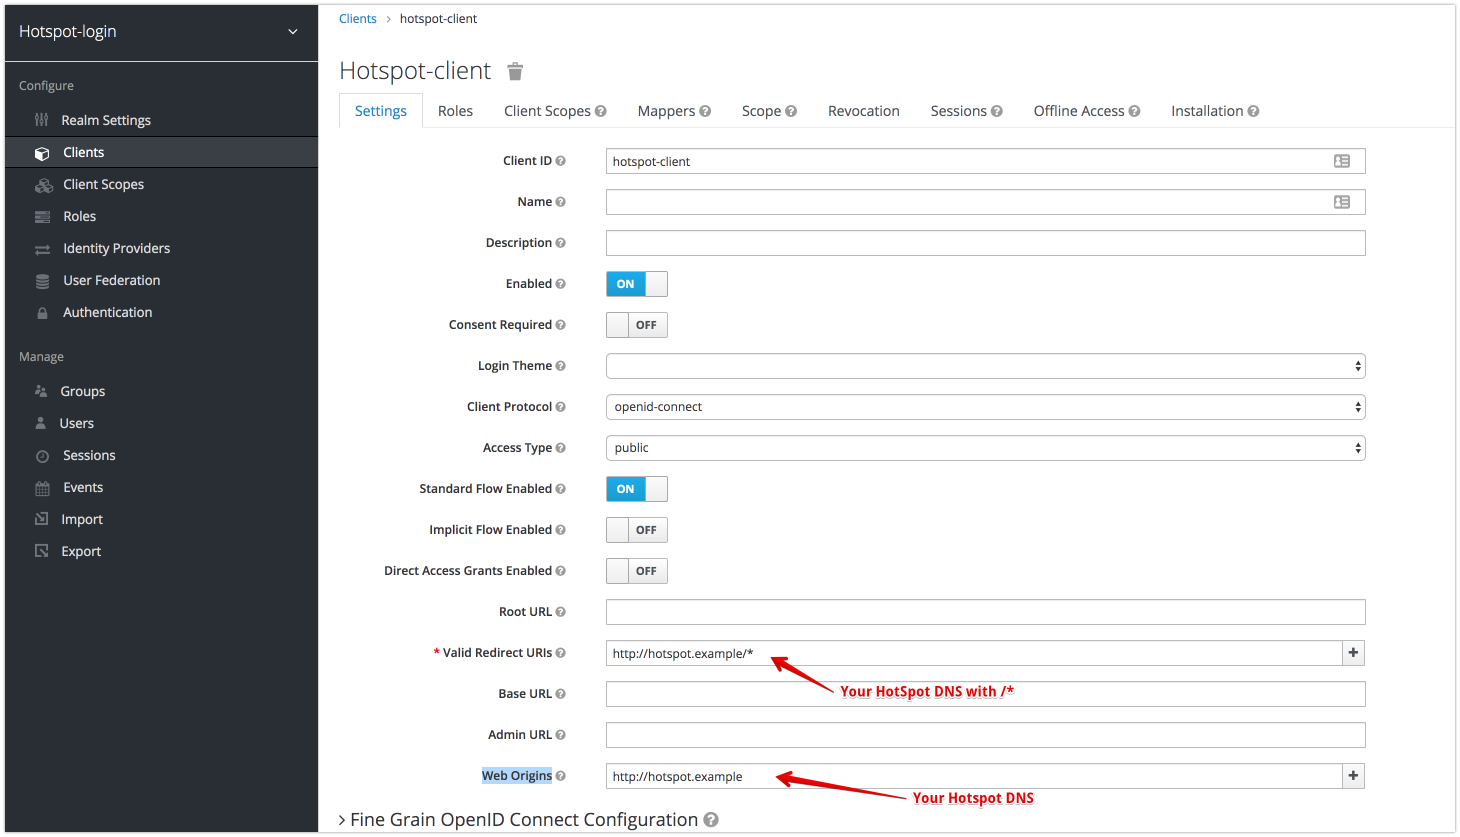 Hotspot-login
Configure
Realm Settings
Clients
Client Scopes
Roles
Identity Providers
User Federation
Authentication
Manage
Groups
Users
Sessions
Events
Import
Export
Clients > hotspot-client
Hotspot-client
Settings Roles Client Scopes Mappers Scope Revocation Sessions Offline Access Installation
Client ID hotspot-client
Name
Description
Enabled ON
Consent Required OFF
Login Theme
Client Protocol openid-connect
Access Type public
Standard Flow Enabled ON
Implicit Flow Enabled OFF
Direct Access Grants Enabled OFF
Root URL
* Valid Redirect URIs http://hotspot.example/* +
Your HotSpot DNS with /*
Base URL
Admin URL
Web Origins http://hotspot.example +
Your Hotspot DNS
> Fine Grain OpenID Connect Configuration